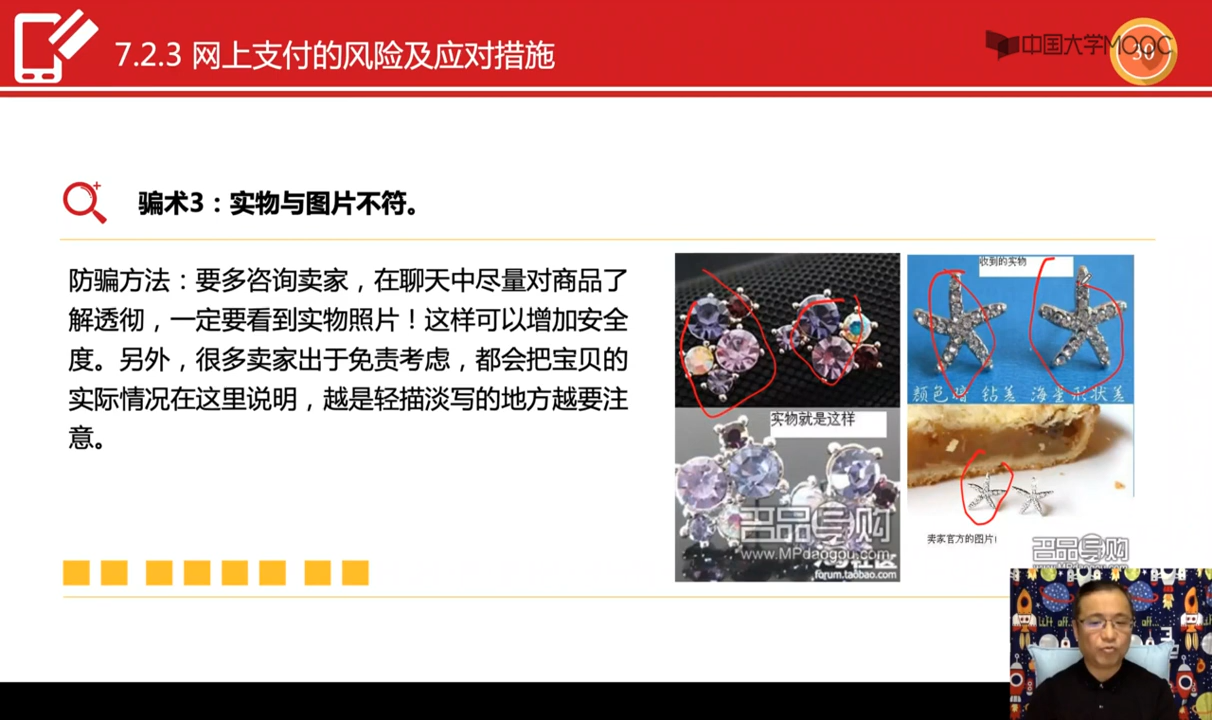 7.2.3 网上支付的风险及应对措施
中国大学MOOC
30
骗术3：实物与图片不符。
防骗方法：要多咨询卖家，在聊天中尽量对商品了
解透彻，一定要看到实物照片！这样可以增加安全
度。另外，很多卖家出于免责考虑，都会把宝贝的
实际情况在这里说明，越是轻描淡写的地方越要注
意。
收到的实物
颜色瑞 钻差 海星形状差
实物就是这样
名品导购
www.MPdaogou.com
forum.taobao.com
卖家官方的图片
名品导购
www.MPdaogou.com